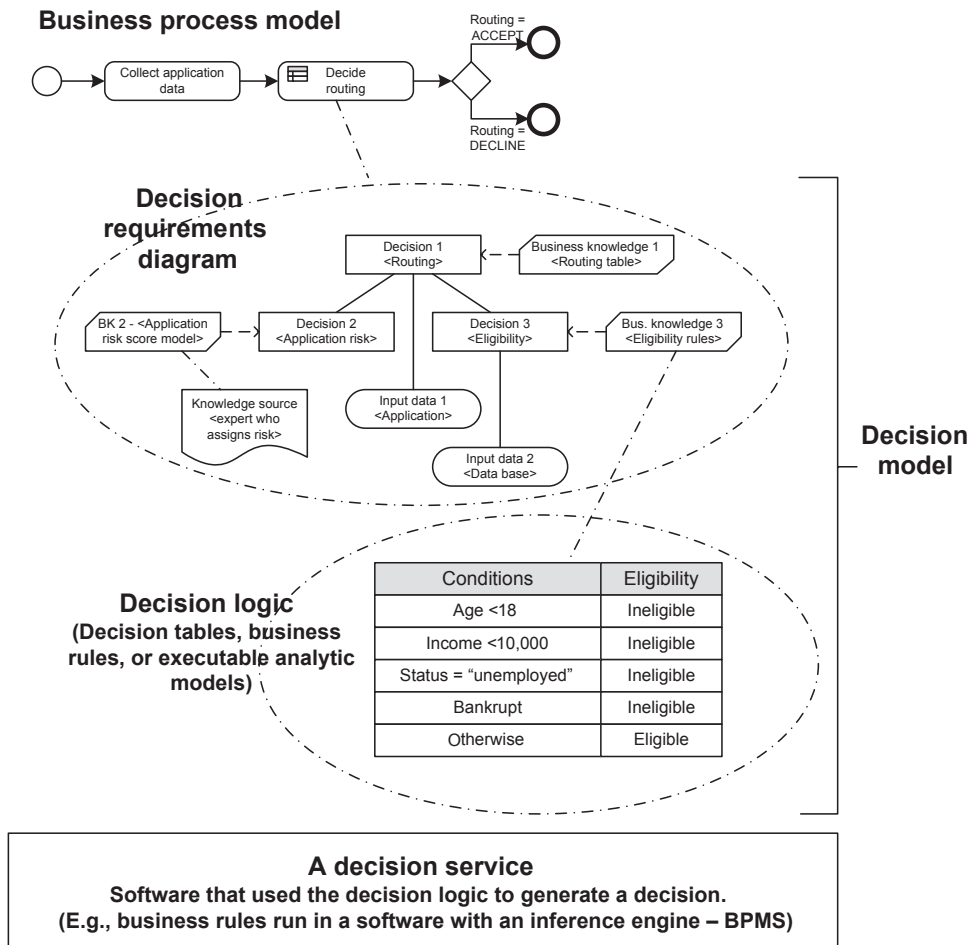 Business process model
Routing =
ACCEPT
Collect application
data
Decide
routing
Routing =
DECLINE
Decision
requirements
diagram
Decision 1
<Routing>
Business knowledge 1
<Routing table>
BK 2 - <Application
risk score model>
Decision 2
<Application risk>
Decision 3
<Eligibility>
Bus. knowledge 3
<Eligibility rules>
Knowledge source
<expert who
assigns risk>
Input data 1
<Application>
Input data 2
<Data base>
Decision
model
Decision logic
(Decision tables, business
rules, or executable analytic
models)
Conditions Eligibility
Age <18 Ineligible
Income <10,000 Ineligible
Status = “unemployed” Ineligible
Bankrupt Ineligible
Otherwise Eligible
A decision service
Software that used the decision logic to generate a decision.
(E.g., business rules run in a software with an inference engine – BPMS)